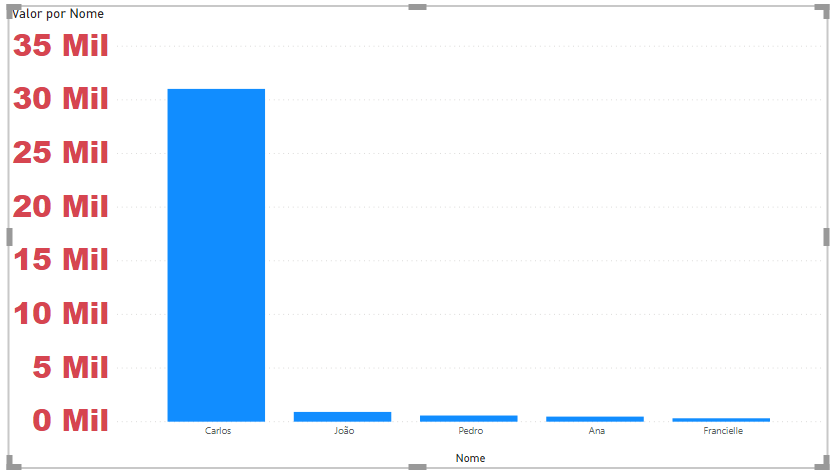 Valor por Nome
35 Mil
30 Mil
25 Mil
20 Mil
15 Mil
10 Mil
5 Mil
0 Mil
Carlos João Pedro Ana Francielle
Nome